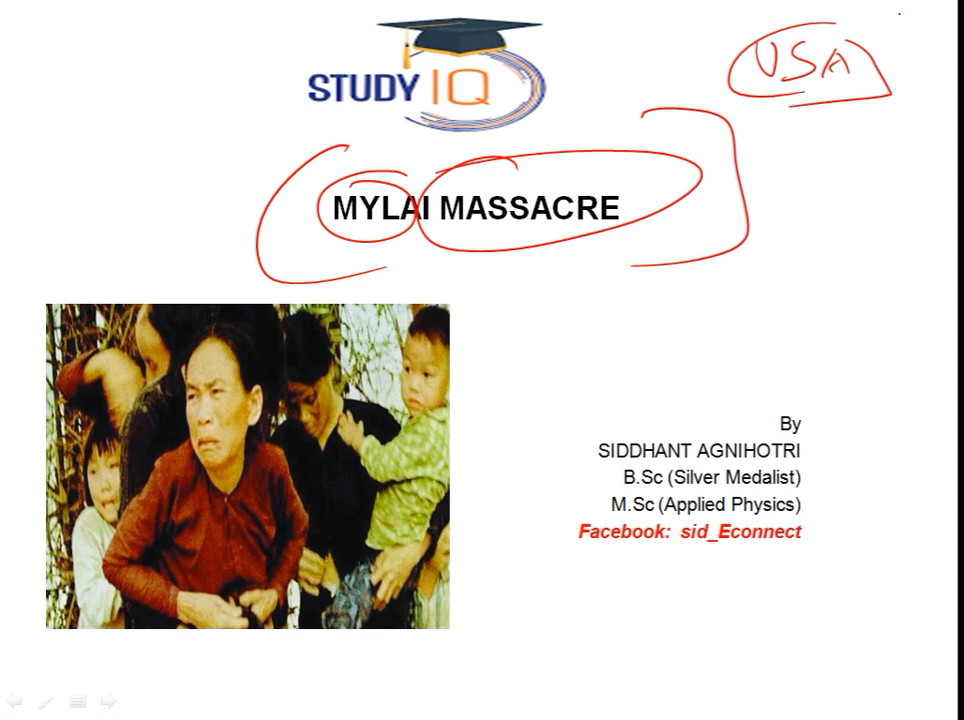 STUDY IQ
USA
MYLAI MASSACRE
By
SIDDHANT AGNIHOTRI
B.Sc (Silver Medalist)
M.Sc (Applied Physics)
Facebook: sid_Econnect